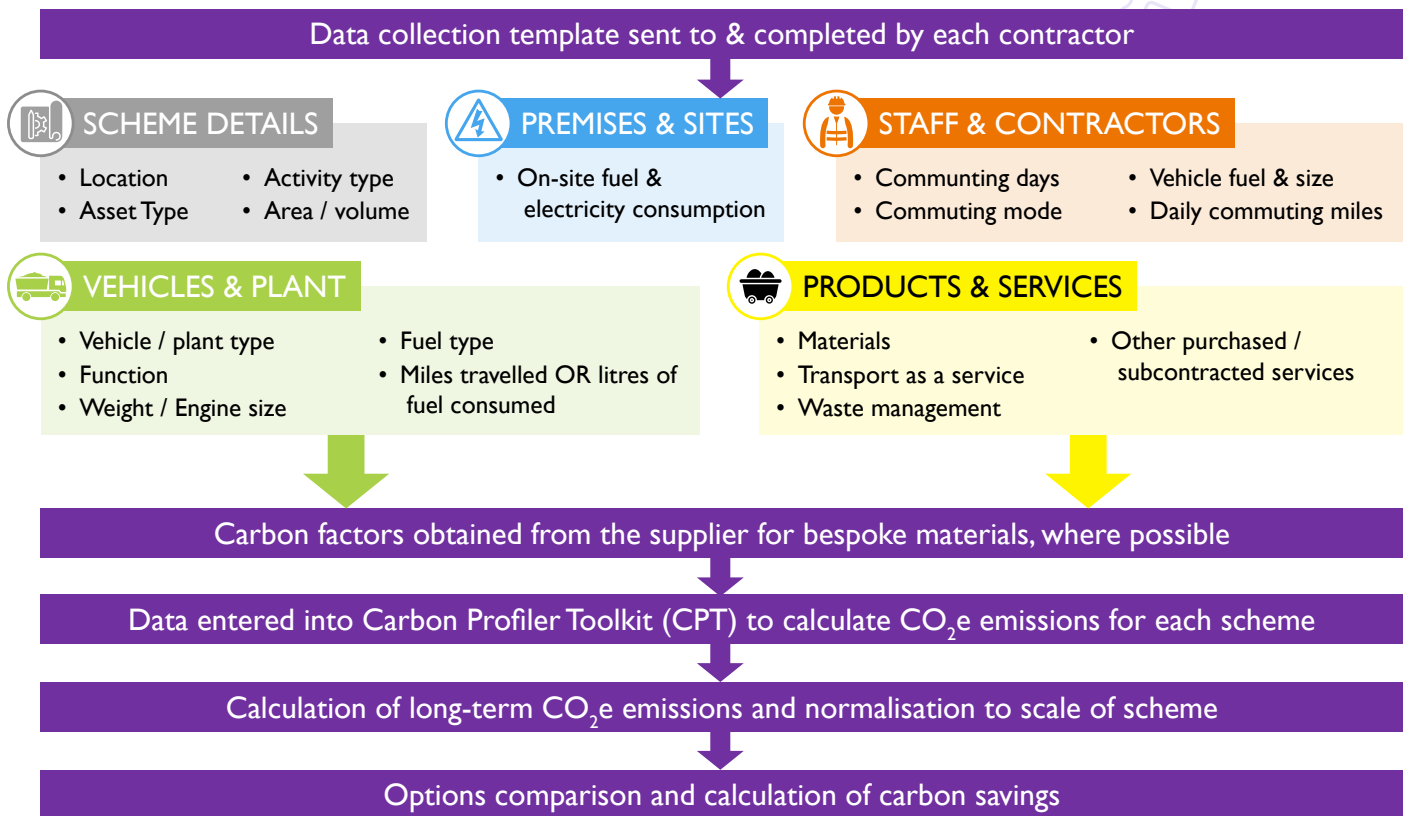 Data collection template sent to & completed by each contractor
SCHEME DETAILS
• Location
• Asset Type
• Activity type
• Area / volume
PREMISES & SITES
• On-site fuel &
electricity consumption
STAFF & CONTRACTORS
• Communting days
• Commuting mode
• Vehicle fuel & size
• Daily commuting miles
VEHICLES & PLANT
• Vehicle / plant type
• Function
• Weight / Engine size
• Fuel type
• Miles travelled OR litres of
fuel consumed
PRODUCTS & SERVICES
• Materials
• Transport as a service
• Waste management
• Other purchased /
subcontracted services
Carbon factors obtained from the supplier for bespoke materials, where possible
Data entered into Carbon Profiler Toolkit (CPT) to calculate CO₂e emissions for each scheme
Calculation of long-term CO₂e emissions and normalisation to scale of scheme
Options comparison and calculation of carbon savings